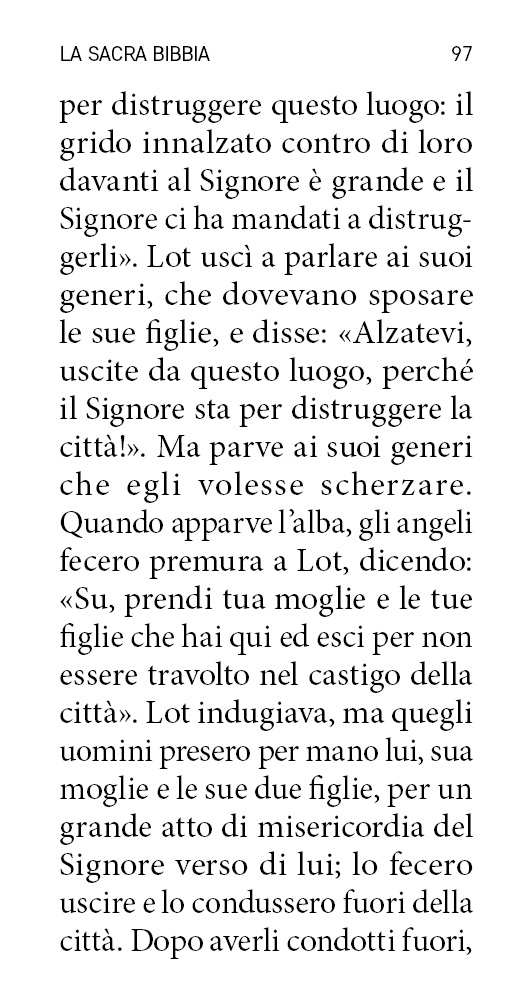 LA SACRA BIBBIA 97
per distruggere questo luogo: il
grido innalzato contro di loro
davanti al Signore è grande e il
Signore ci ha mandati a distrug-
gerli». Lot uscì a parlare ai suoi
generi, che dovevano sposare
le sue figlie, e disse: «Alzatevi,
uscite da questo luogo, perché
il Signore sta per distruggere la
città!». Ma parve ai suoi generi
che egli volesse scherzare.
Quando apparve l’alba, gli angeli
fecero premura a Lot, dicendo:
«Su, prendi tua moglie e le tue
figlie che hai qui ed esci per non
essere travolto nel castigo della
città». Lot indugiava, ma quegli
uomini presero per mano lui, sua
moglie e le sue due figlie, per un
grande atto di misericordia del
Signore verso di lui; lo fecero
uscire e lo condussero fuori della
città. Dopo averli condotti fuori,